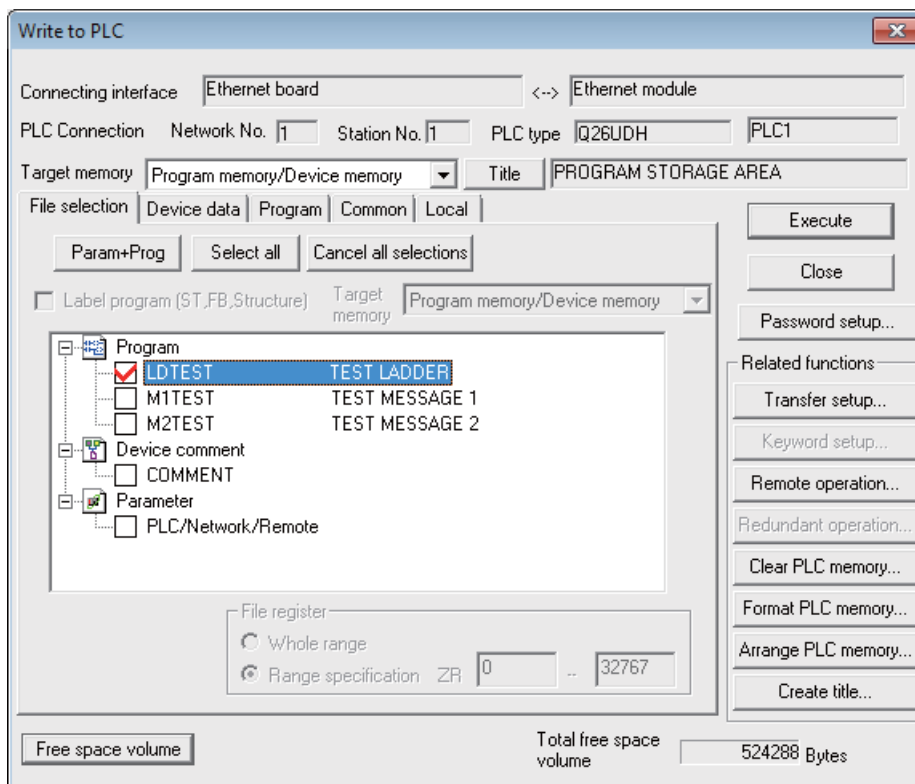 Write to PLC
Connecting interface Ethernet board <--> Ethernet module
PLC Connection Network No. 1 Station No. 1 PLC type Q26UDH PLC1
Target memory Program memory/Device memory Title PROGRAM STORAGE AREA
File selection Device data Program Common Local
Execute
Param+Prog Select all Cancel all selections
Close
Label program (ST,FB,Structure) Target memory Program memory/Device memory
Password setup...
Program
LDTEST TEST LADDER
M1TEST TEST MESSAGE 1
M2TEST TEST MESSAGE 2
Device comment
COMMENT
Parameter
PLC/Network/Remote
Related functions
Transfer setup...
Keyword setup...
Remote operation...
Redundant operation...
Clear PLC memory...
Format PLC memory...
Arrange PLC memory...
Create title...
File register
Whole range
Range specification ZR 0 -- 32767
Free space volume
Total free space volume 524288 Bytes